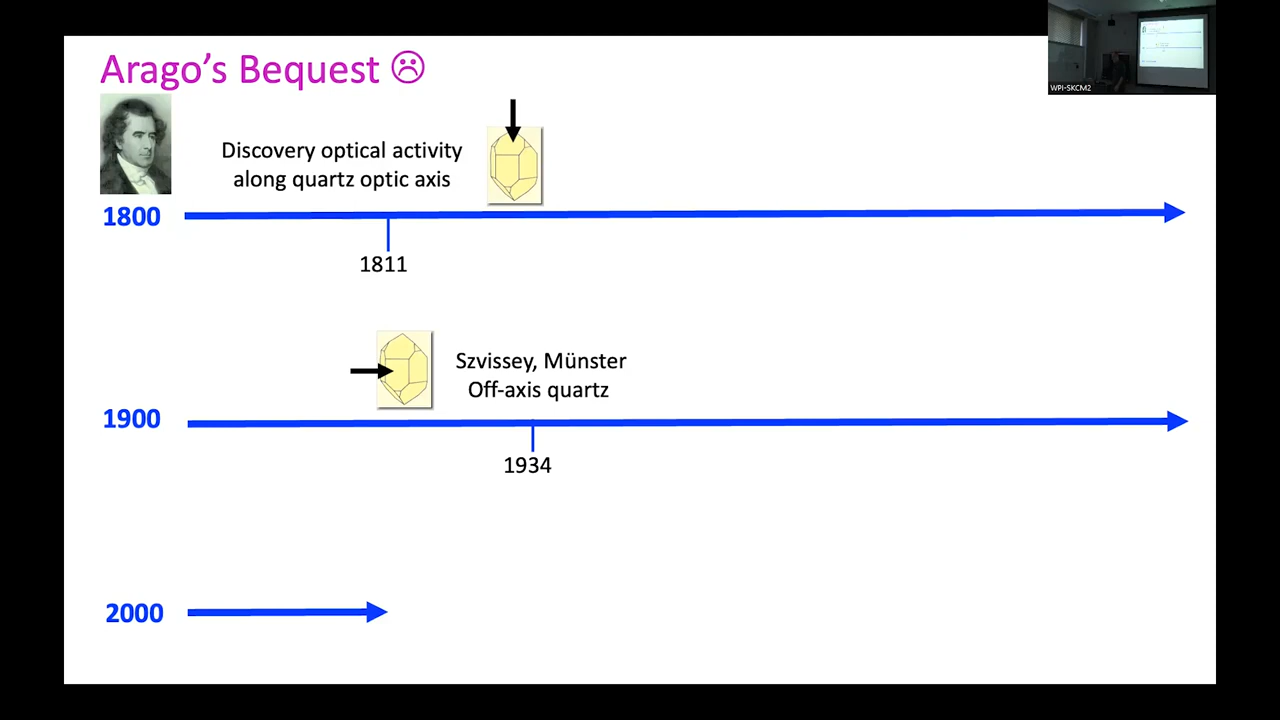 Arago's Bequest ☹
Discovery optical activity
along quartz optic axis
1800
1811
Szvissey, Münster
Off-axis quartz
1900
1934
2000
WPI-SKCM2